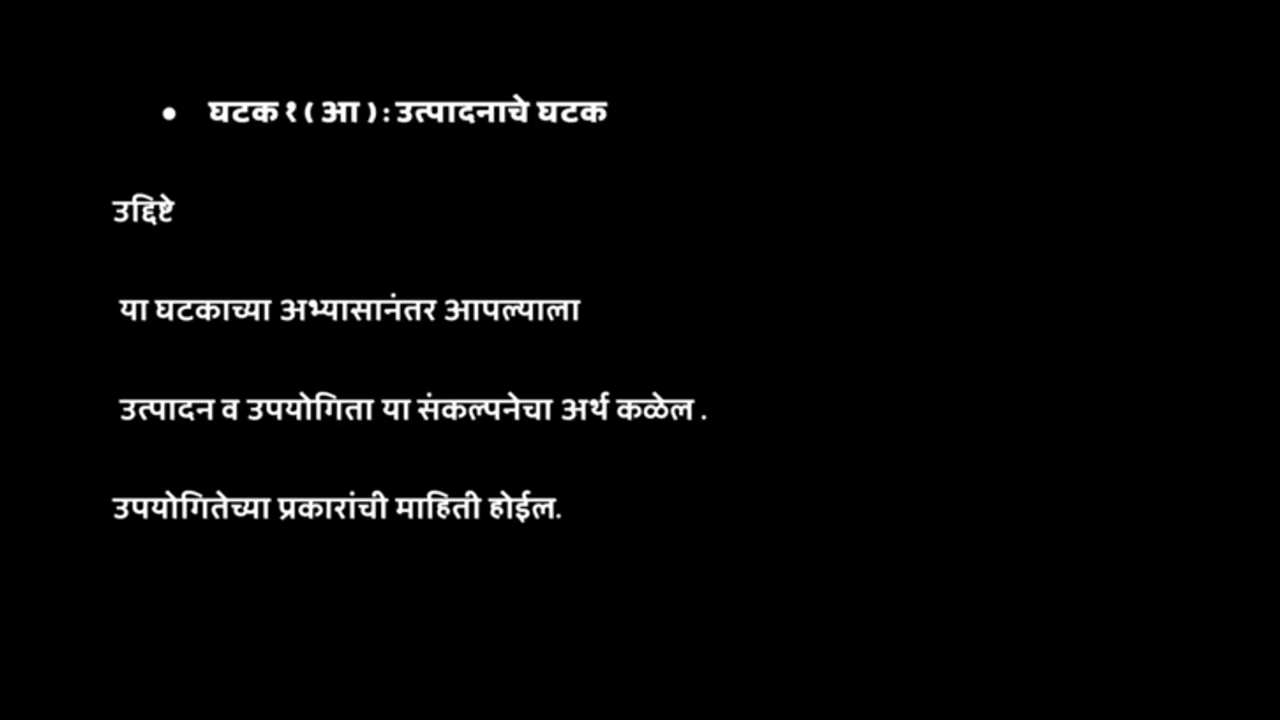 • घटक १ ( आ ) : उत्पादनाचे घटक
उद्दिष्टे
या घटकाच्या अभ्यासानंतर आपल्याला
उत्पादन व उपयोगिता या संकल्पनेचा अर्थ कळेल .
उपयोगितेच्या प्रकारांची माहिती होईल.